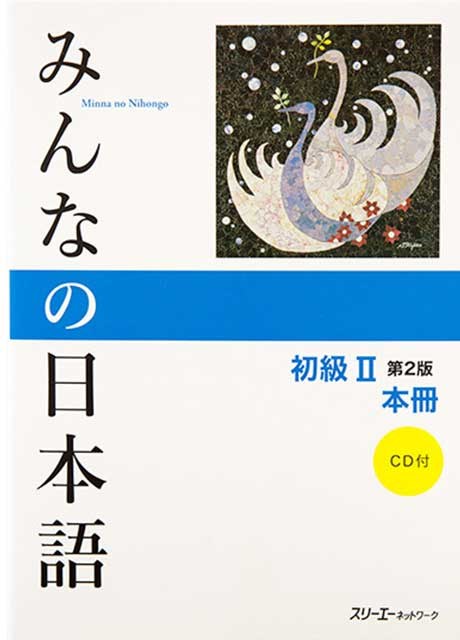 みんなの日本語
Minna no Nihongo
初級 II 第2版
本冊
CD付
スリーエーネットワーク